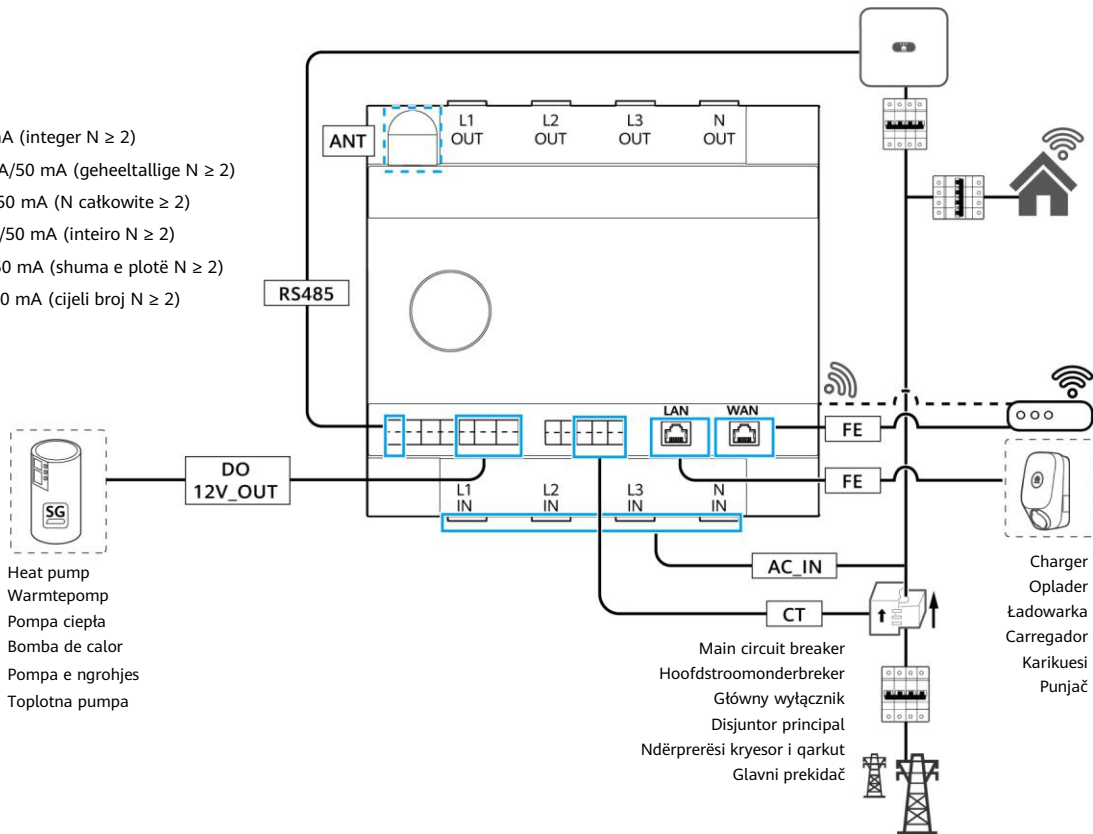 mA (integer N ≥ 2)
A/50 mA (geheeltallige N ≥ 2)
50 mA (N całkowite ≥ 2)
/50 mA (inteiro N ≥ 2)
50 mA (shuma e plotë N ≥ 2)
0 mA (cijeli broj N ≥ 2)
ANT
L1 OUT
L2 OUT
L3 OUT
N OUT
RS485
LAN
WAN
FE
FE
DO
12V_OUT
L1 IN
L2 IN
L3 IN
N IN
SG
AC_IN
CT
Heat pump
Warmtepomp
Pompa ciepła
Bomba de calor
Pompa e ngrohjes
Toplotna pumpa
Charger
Oplader
Ładowarka
Carregador
Karikuesi
Punjač
Main circuit breaker
Hoofdstroomonderbreker
Główny wyłącznik
Disjuntor principal
Ndërprerësi kryesor i qarkut
Glavni prekidač